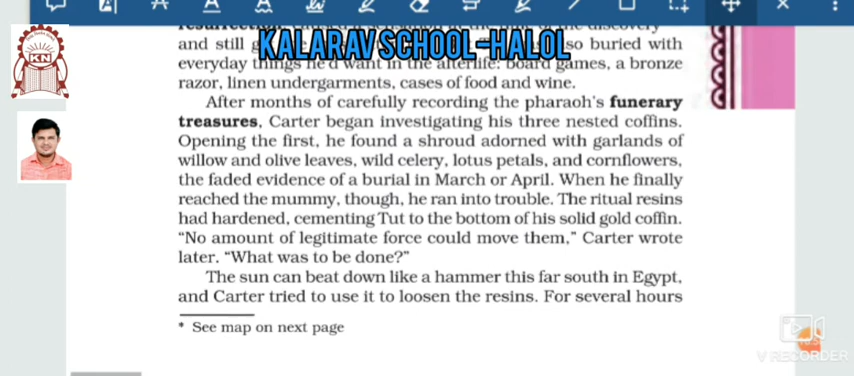 KALARAV SCHOOL-HALOL
KN
and still g so buried with
everyday things he'd want in the afterlife: board games, a bronze
razor, linen undergarments, cases of food and wine.
After months of carefully recording the pharaoh's funerary
treasures, Carter began investigating his three nested coffins.
Opening the first, he found a shroud adorned with garlands of
willow and olive leaves, wild celery, lotus petals, and cornflowers,
the faded evidence of a burial in March or April. When he finally
reached the mummy, though, he ran into trouble. The ritual resins
had hardened, cementing Tut to the bottom of his solid gold coffin.
“No amount of legitimate force could move them,” Carter wrote
later. “What was to be done?”
The sun can beat down like a hammer this far south in Egypt,
and Carter tried to use it to loosen the resins. For several hours
* See map on next page
V RECORDER